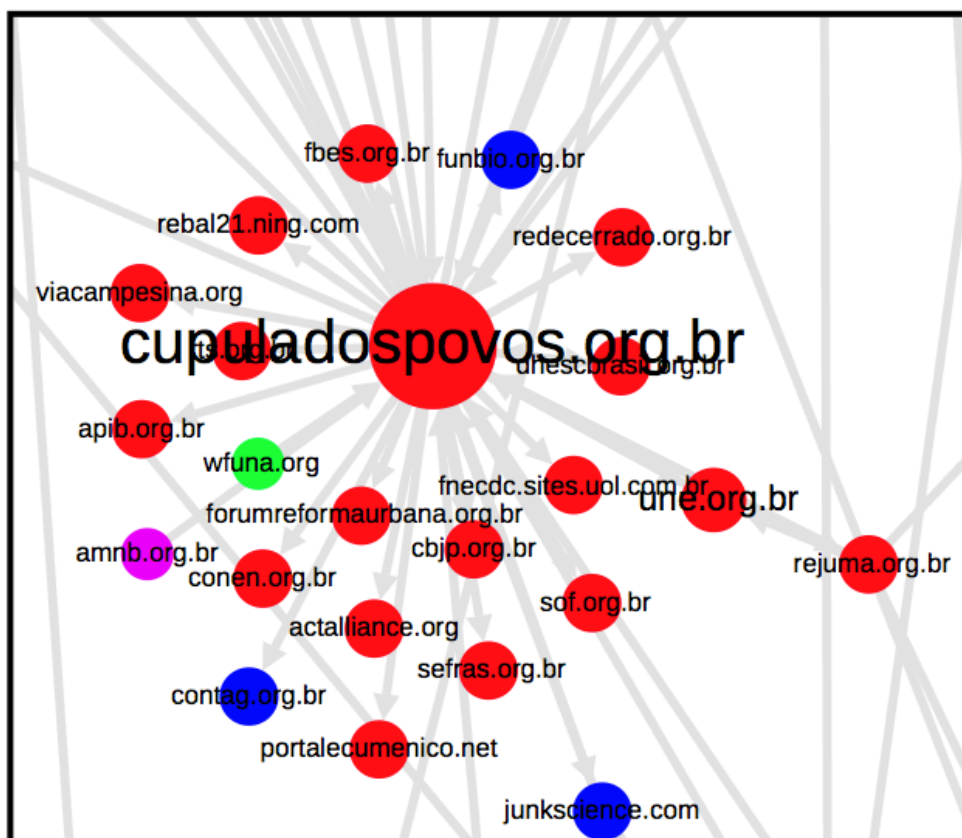 fbes.org.br
funbio.org.br
rebal21.ning.com
redecerrado.org.br
viacampesina.org
cupuladospovos.org.br
dhescbrasil.org.br
apib.org.br
wfuna.org
fnecdc.sites.uol.com.br
une.org.br
forumreformaurbana.org.br
amnb.org.br
cbjp.org.br
conen.org.br
rejuma.org.br
sof.org.br
actalliance.org
sefras.org.br
contag.org.br
portalecumenico.net
junkscience.com